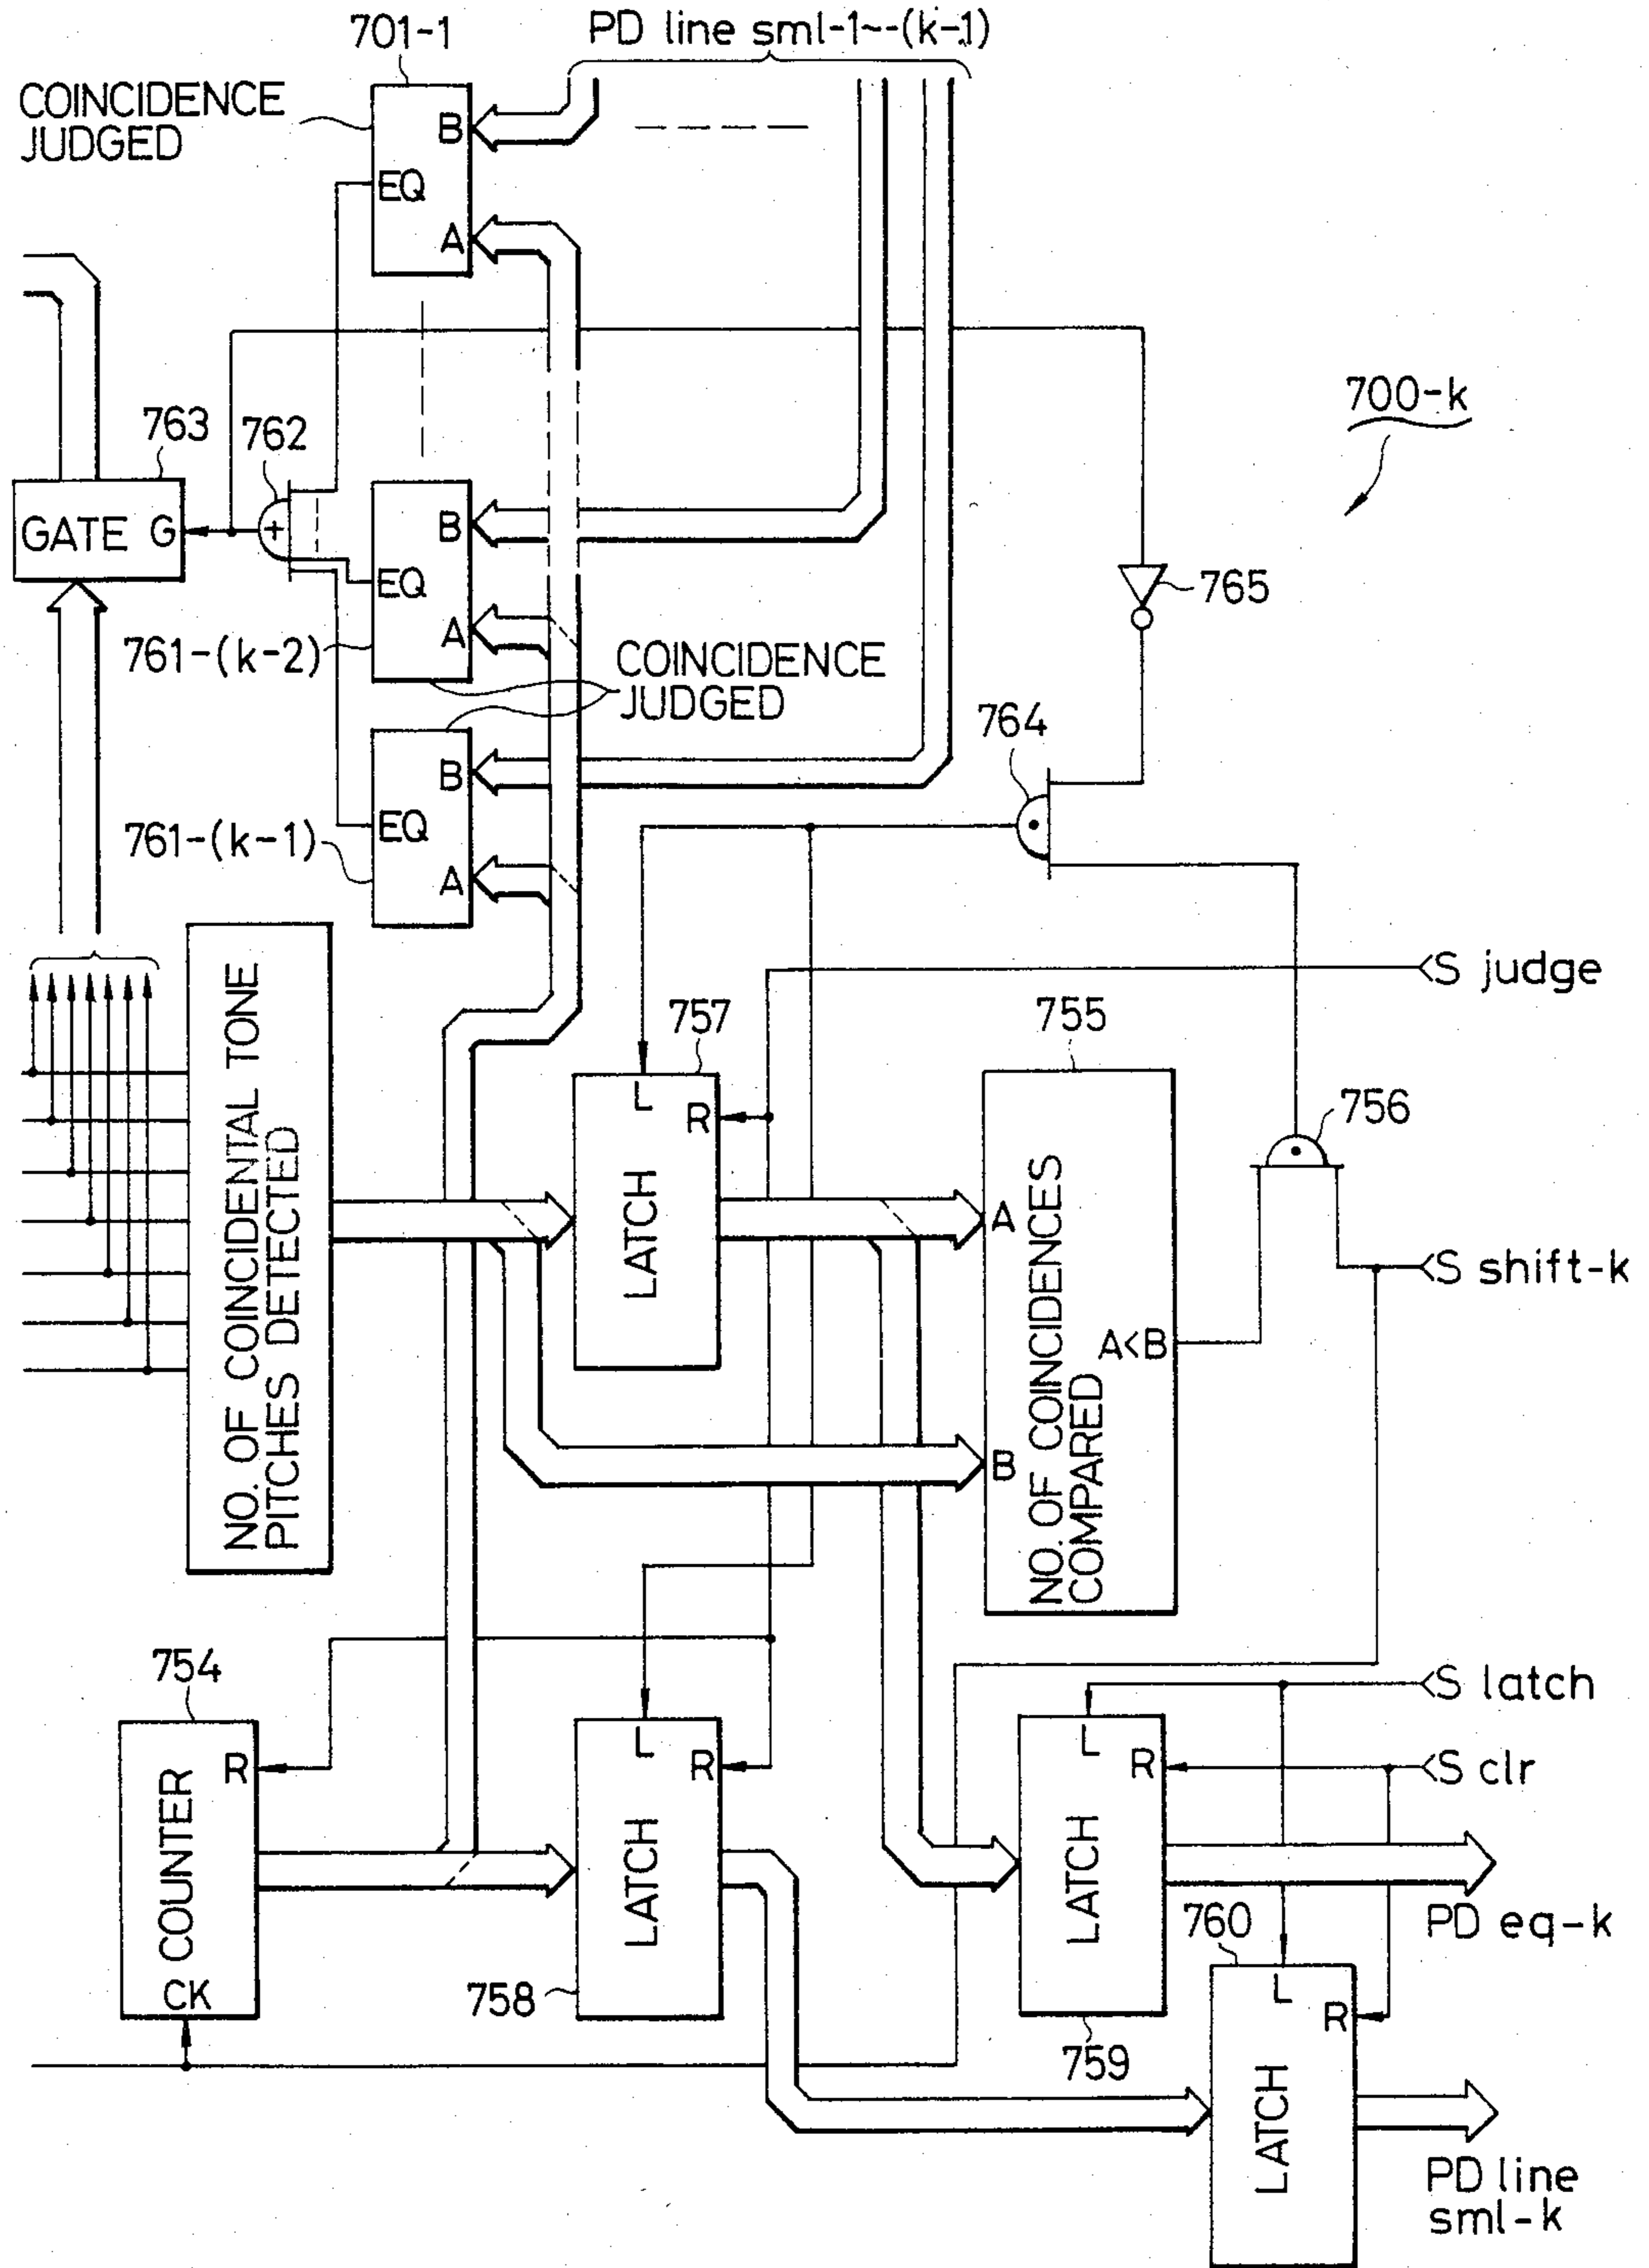 701-1
PD line sml-1~-(k-1)
COINCIDENCE
JUDGED
B
EQ
A
700-k
763
762
GATE G
+
B
EQ
A
765
761-(k-2)
COINCIDENCE
JUDGED
764
B
EQ
A
761-(k-1)
S judge
757
755
NO. OF COINCIDENTAL TONE
PITCHES DETECTED
L
R
LATCH
756
A
NO. OF COINCIDENCES
COMPARED
A<B
B
S shift-k
754
S latch
R
COUNTER
CK
L
R
LATCH
758
L
R
LATCH
S clr
759
PD eq-k
760
L
R
LATCH
PD line
sml-k